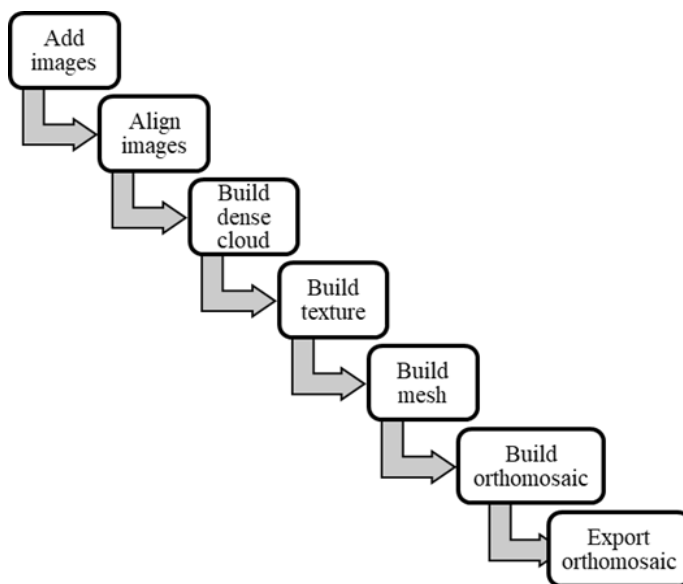 Add
images
Align
images
Build
dense
cloud
Build
texture
Build
mesh
Build
orthomosaic
Export
orthomosaic